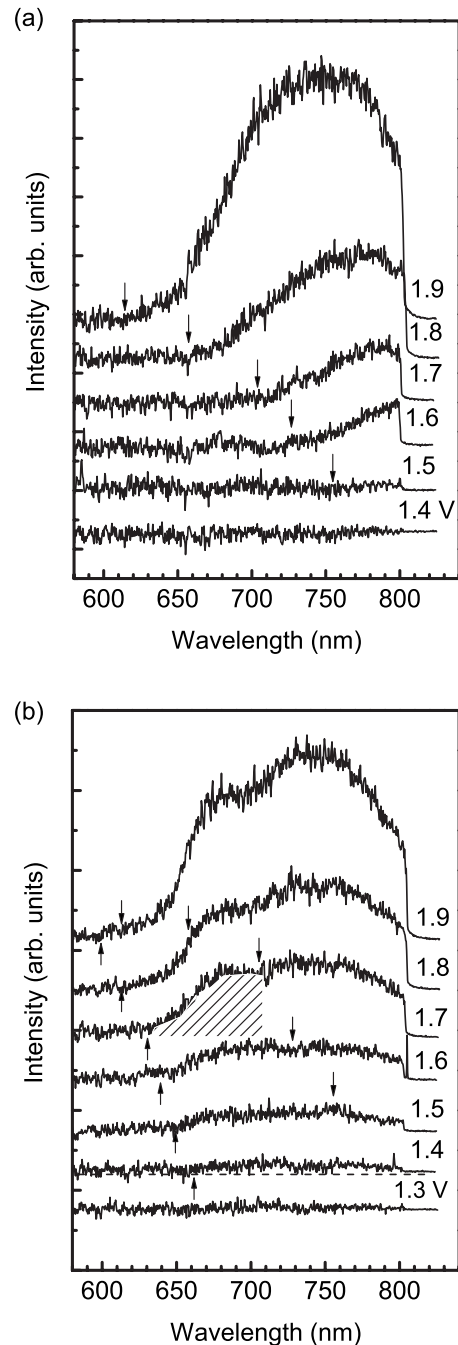 (a)
Intensity (arb. units)
1.9
1.8
1.7
1.6
1.5
1.4 V
600 650 700 750 800
Wavelength (nm)
(b)
Intensity (arb. units)
1.9
1.8
1.7
1.6
1.5
1.4
1.3 V
600 650 700 750 800
Wavelength (nm)